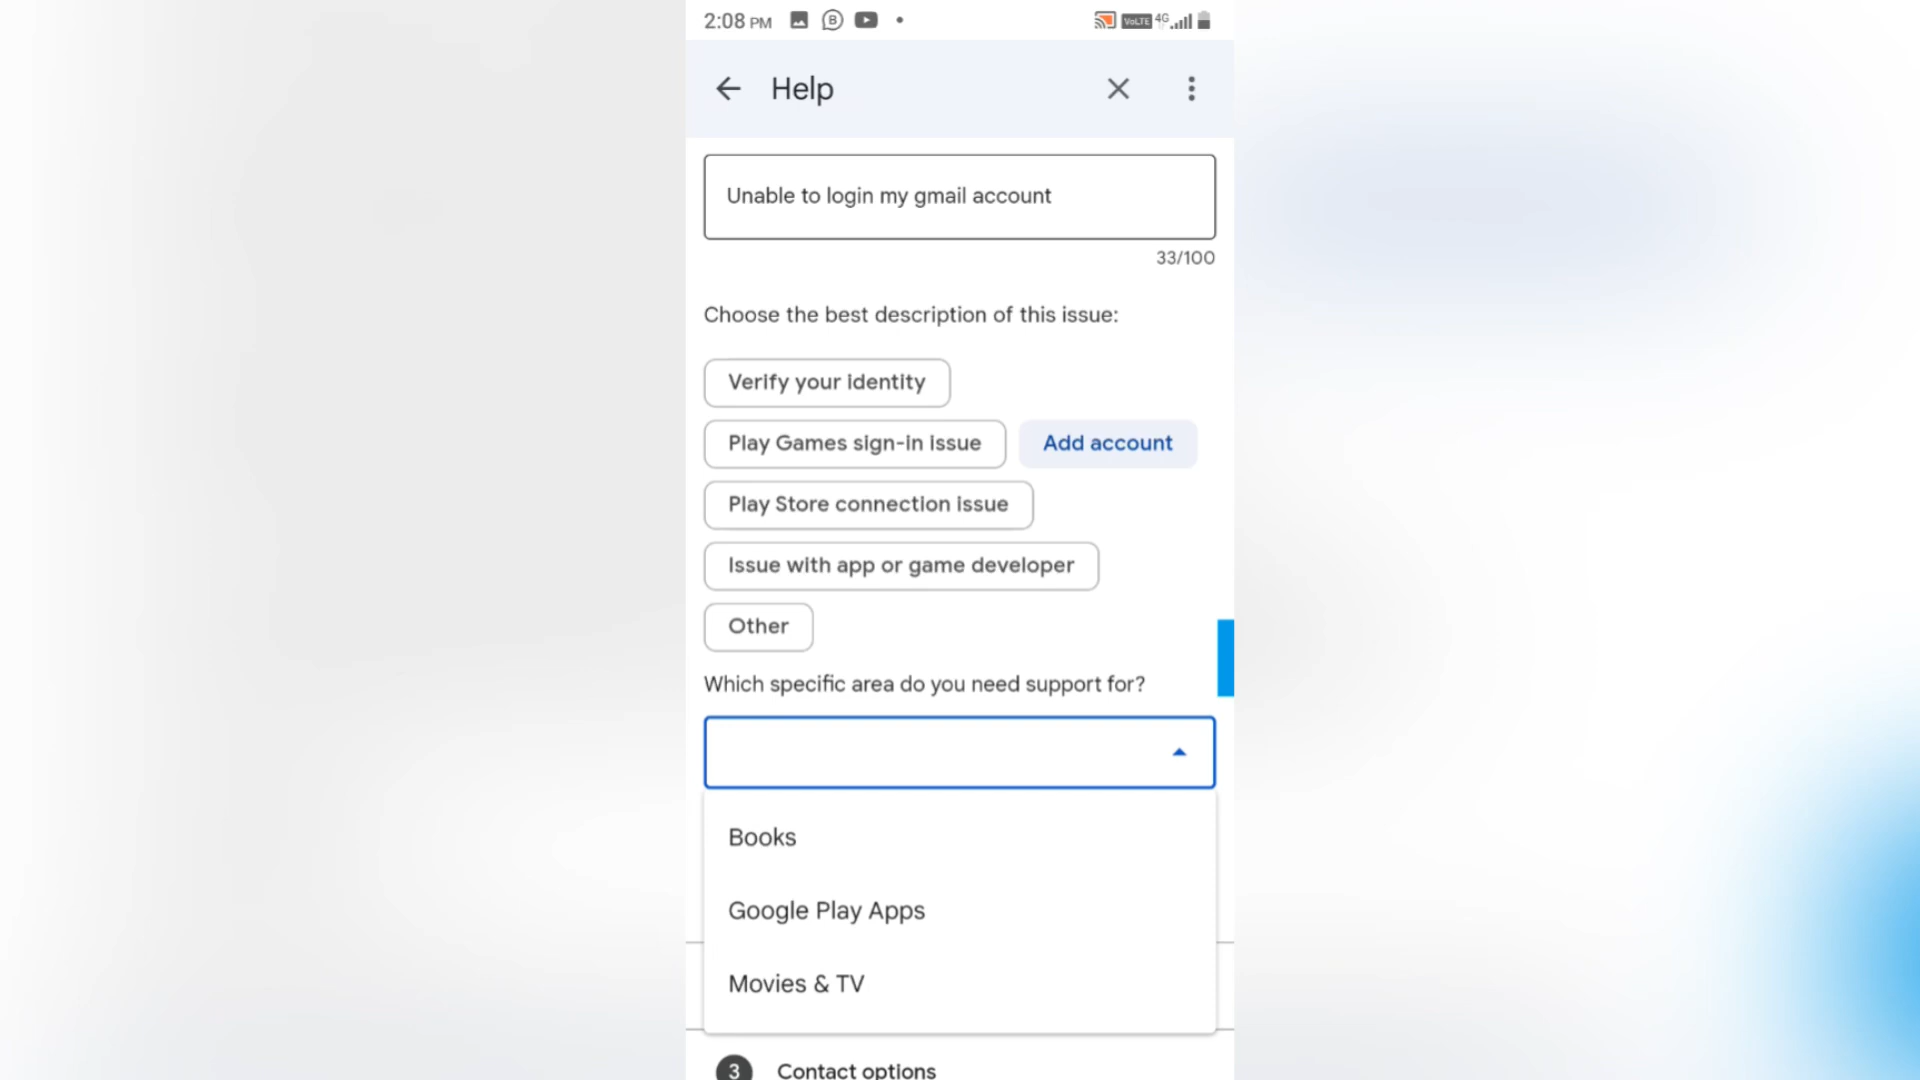 2:08 PM
B
VoLTE 4G
Help
Unable to login my gmail account
33/100
Choose the best description of this issue:
Verify your identity
Play Games sign-in issue
Add account
Play Store connection issue
Issue with app or game developer
Other
Which specific area do you need support for?
Books
Google Play Apps
Movies & TV
3 Contact options